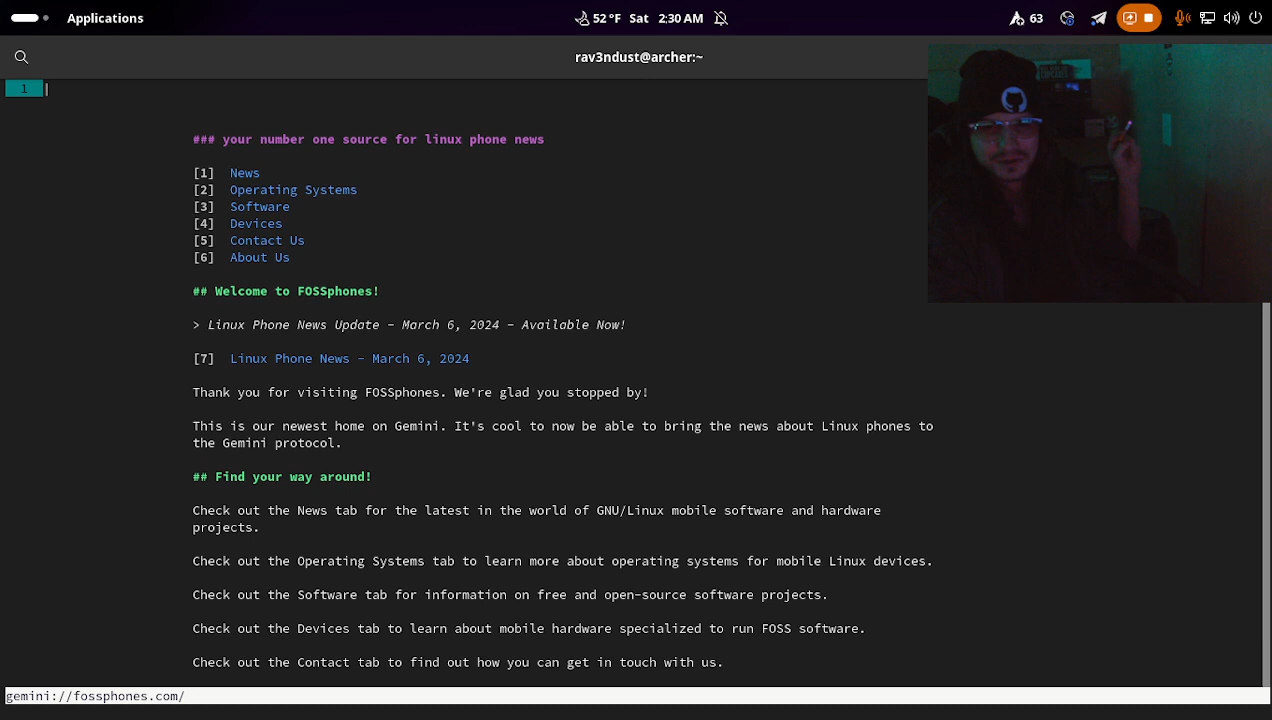 Applications
52 °F Sat 2:30 AM
63
rav3ndust@archer:~
1
### your number one source for linux phone news
[1] News
[2] Operating Systems
[3] Software
[4] Devices
[5] Contact Us
[6] About Us
## Welcome to FOSSphones!
> Linux Phone News Update - March 6, 2024 - Available Now!
[7] Linux Phone News - March 6, 2024
Thank you for visiting FOSSphones. We're glad you stopped by!
This is our newest home on Gemini. It's cool to now be able to bring the news about Linux phones to
the Gemini protocol.
## Find your way around!
Check out the News tab for the latest in the world of GNU/Linux mobile software and hardware
projects.
Check out the Operating Systems tab to learn more about operating systems for mobile Linux devices.
Check out the Software tab for information on free and open-source software projects.
Check out the Devices tab to learn about mobile hardware specialized to run FOSS software.
Check out the Contact tab to find out how you can get in touch with us.
gemini://fossphones.com/